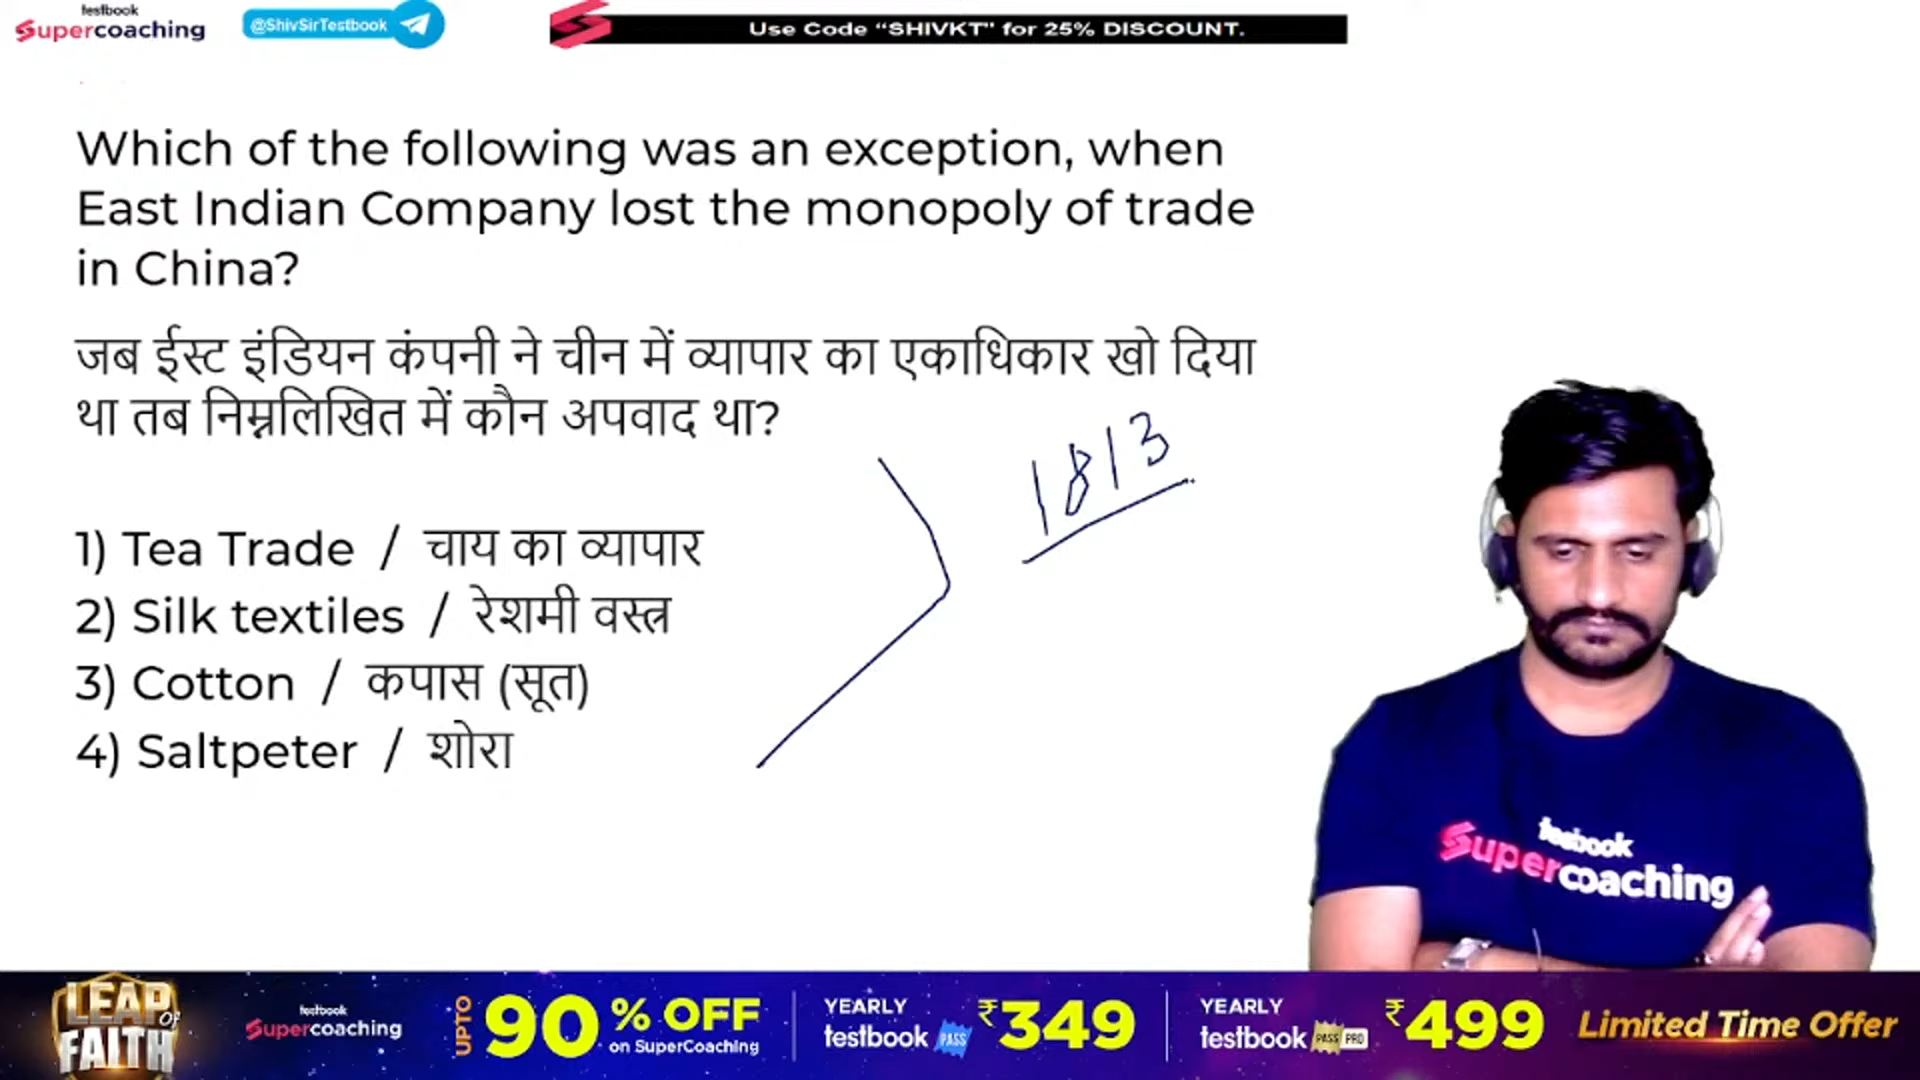 testbook
Supercoaching
@ShivSirTestbook
Use Code “SHIVKT" for 25% DISCOUNT.
Which of the following was an exception, when
East Indian Company lost the monopoly of trade
in China?
जब ईस्ट इंडियन कंपनी ने चीन में व्यापार का एकाधिकार खो दिया
था तब निम्नलिखित में कौन अपवाद था?
1813
1) Tea Trade / चाय का व्यापार
2) Silk textiles / रेशमी वस्त्र
3) Cotton / कपास (सूत)
4) Saltpeter / शोरा
testbook
Supercoaching
LEAP OF FAITH
testbook
Supercoaching
UPTO 90% OFF
on SuperCoaching
YEARLY
testbook PASS ₹349
YEARLY
testbook PASS PRO ₹499
Limited Time Offer